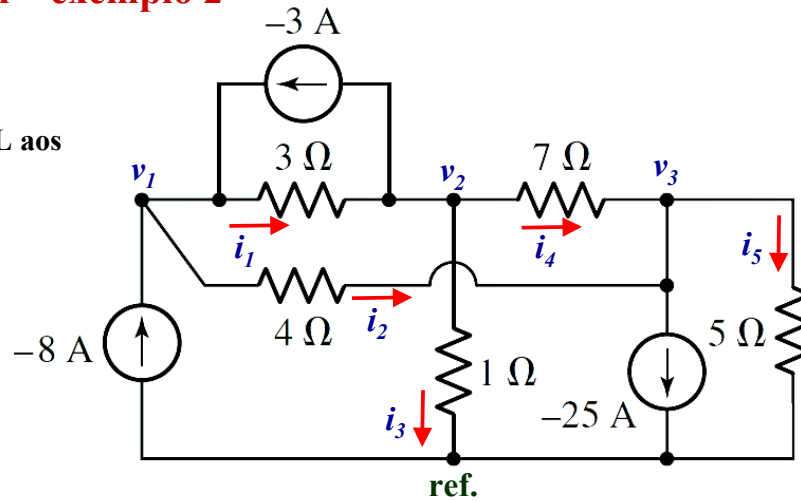 exemplo 2
–3 A
L aos
3 Ω
7 Ω
v1
v2
v3
i1
i4
i5
4 Ω
i2
–8 A
1 Ω
5 Ω
i3
–25 A
ref.